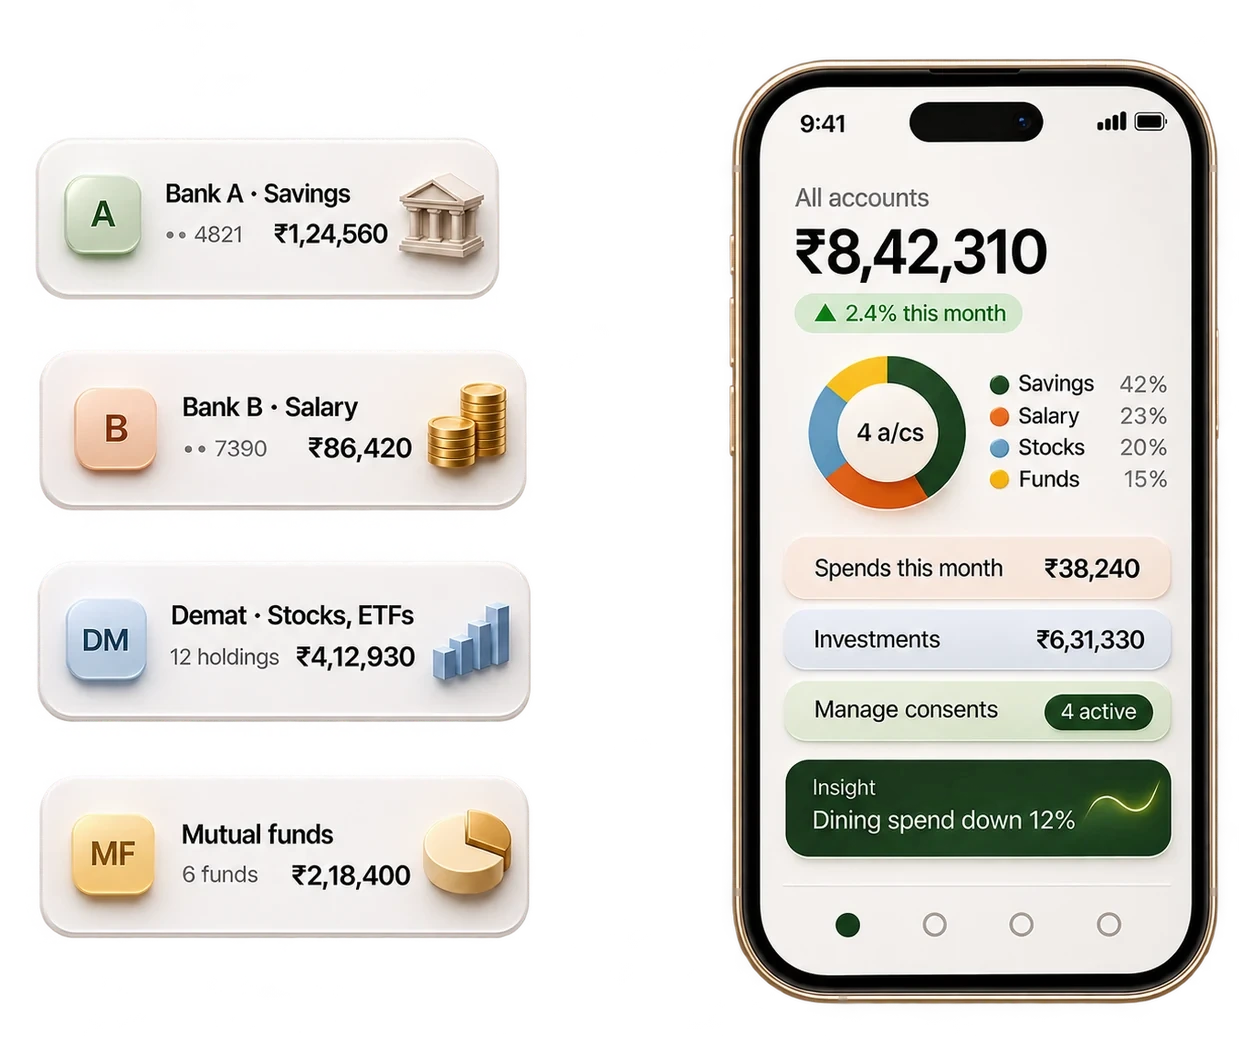 A
Bank A · Savings
•• 4821 ₹1,24,560
B
Bank B · Salary
•• 7390 ₹86,420
DM
Demat · Stocks, ETFs
12 holdings ₹4,12,930
MF
Mutual funds
6 funds ₹2,18,400
9:41
All accounts
₹8,42,310
▲ 2.4% this month
4 a/cs
Savings 42%
Salary 23%
Stocks 20%
Funds 15%
Spends this month ₹38,240
Investments ₹6,31,330
Manage consents 4 active
Insight
Dining spend down 12%